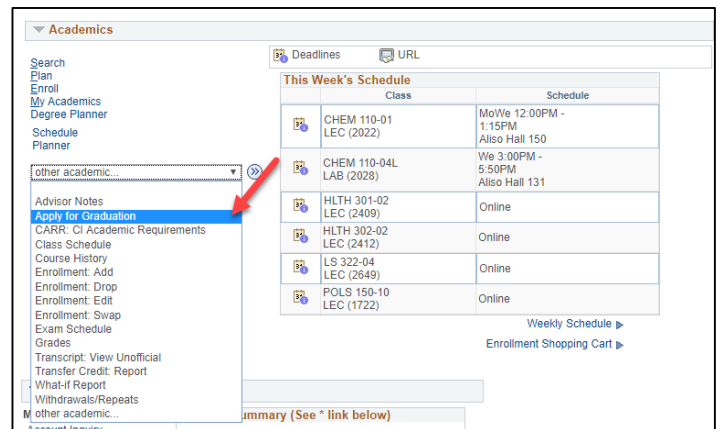 Academics
Search
Plan
Enroll
My Academics
Degree Planner
Schedule
Planner
other academic...
Advisor Notes
Apply for Graduation
CARR: CI Academic Requirements
Class Schedule
Course History
Enrollment: Add
Enrollment: Drop
Enrollment: Edit
Enrollment: Swap
Exam Schedule
Grades
Transcript: View Unofficial
Transfer Credit: Report
What-if Report
Withdrawals/Repeats
other academic...
Deadlines URL
This Week's Schedule
Class Schedule
CHEM 110-01
LEC (2022)
MoWe 12:00PM -
1:15PM
Aliso Hall 150
CHEM 110-04L
LAB (2028)
We 3:00PM -
5:50PM
Aliso Hall 131
HLTH 301-02
LEC (2409)
Online
HLTH 302-02
LEC (2412)
Online
LS 322-04
LEC (2649)
Online
POLS 150-10
LEC (1722)
Online
Weekly Schedule
Enrollment Shopping Cart
(See * link below)